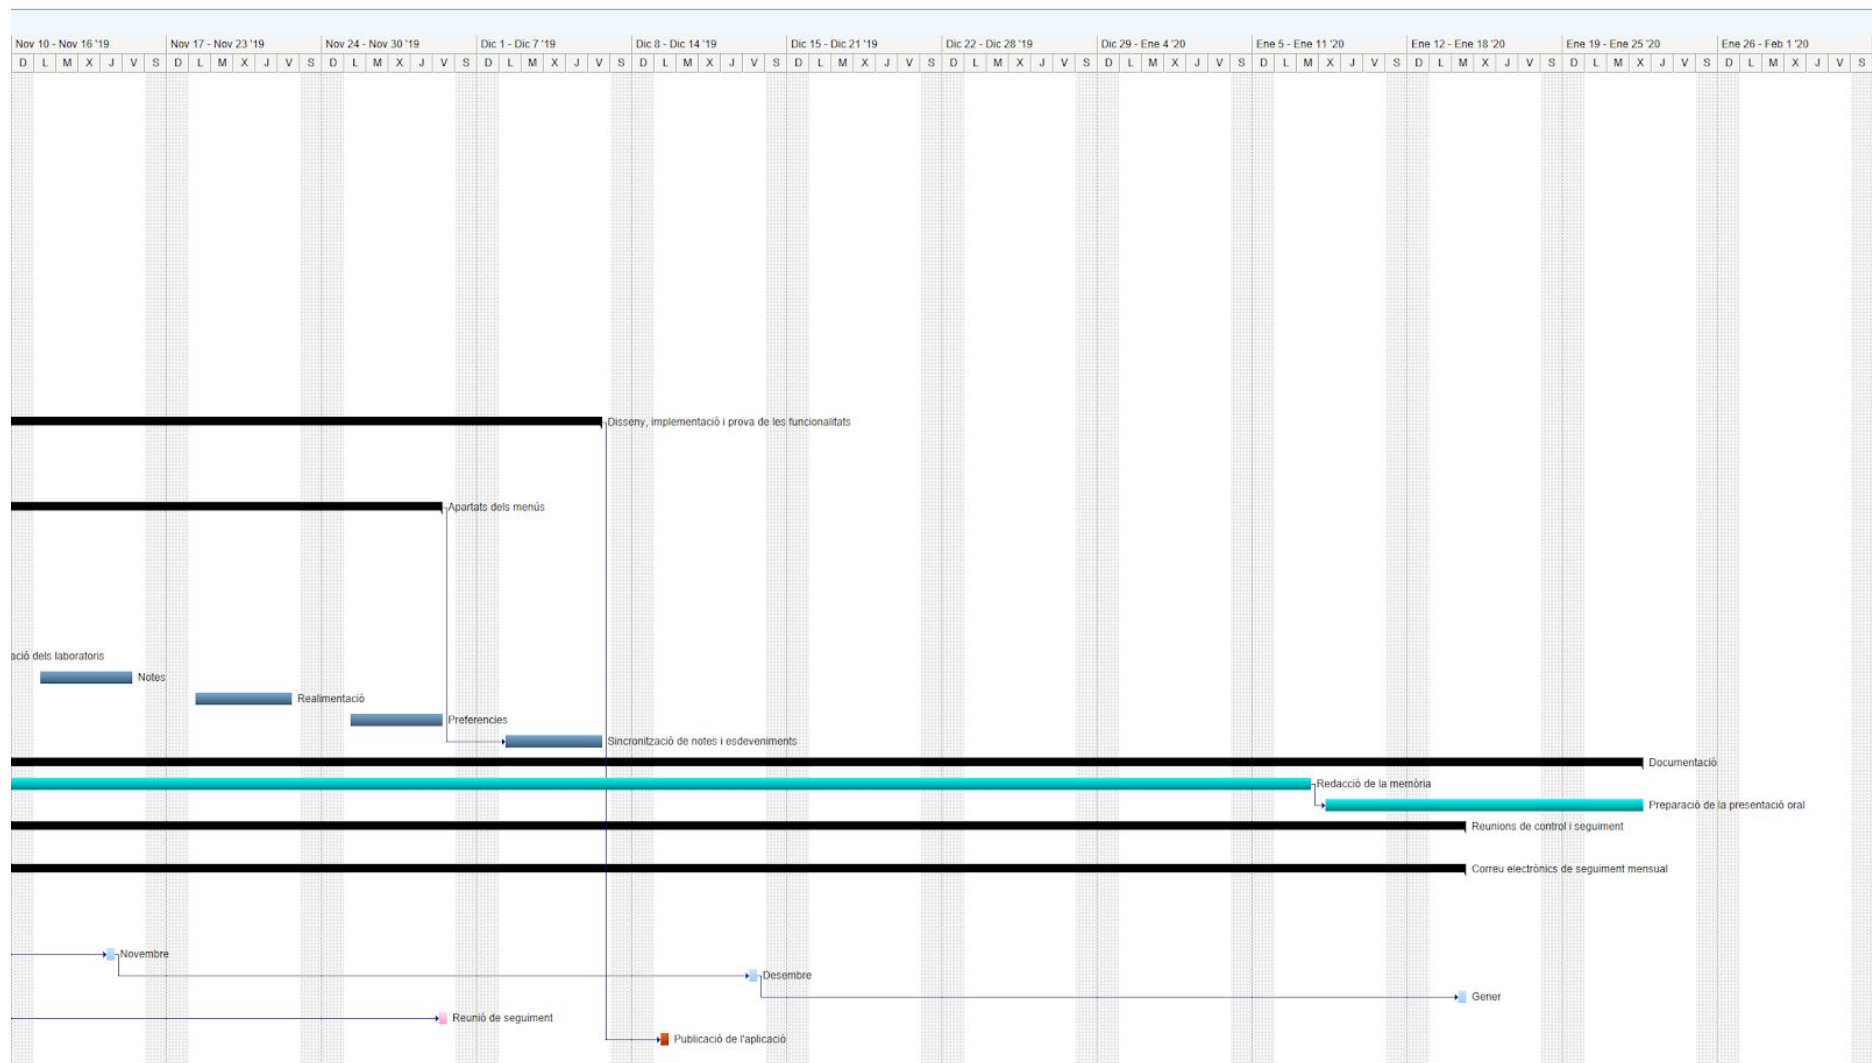 Nov 10 - Nov 16 '19 Nov 17 - Nov 23 '19 Nov 24 - Nov 30 '19 Dic 1 - Dic 7 '19 Dic 8 - Dic 14 '19 Dic 15 - Dic 21 '19 Dic 22 - Dic 28 '19 Dic 29 - Ene 4 '20 Ene 5 - Ene 11 '20 Ene 12 - Ene 18 '20 Ene 19 - Ene 25 '20 Ene 26 - Feb 1 '20
D L M X J V S D L M X J V S D L M X J V S D L M X J V S D L M X J V S D L M X J V S D L M X J V S D L M X J V S D L M X J V S D L M X J V S D L M X J V S D L M X J V S
Disseny, implementació i prova de les funcionalitats
Apartats dels menús
ació dels laboratoris
Notes
Realimentació
Preferencies
Sincronització de notes i esdeveniments
Documentació
Redacció de la memòria
Preparació de la presentació oral
Reunions de control i seguiment
Correu electrònics de seguiment mensual
Novembre
Desembre
Gener
Reunió de seguiment
Publicació de l'aplicació